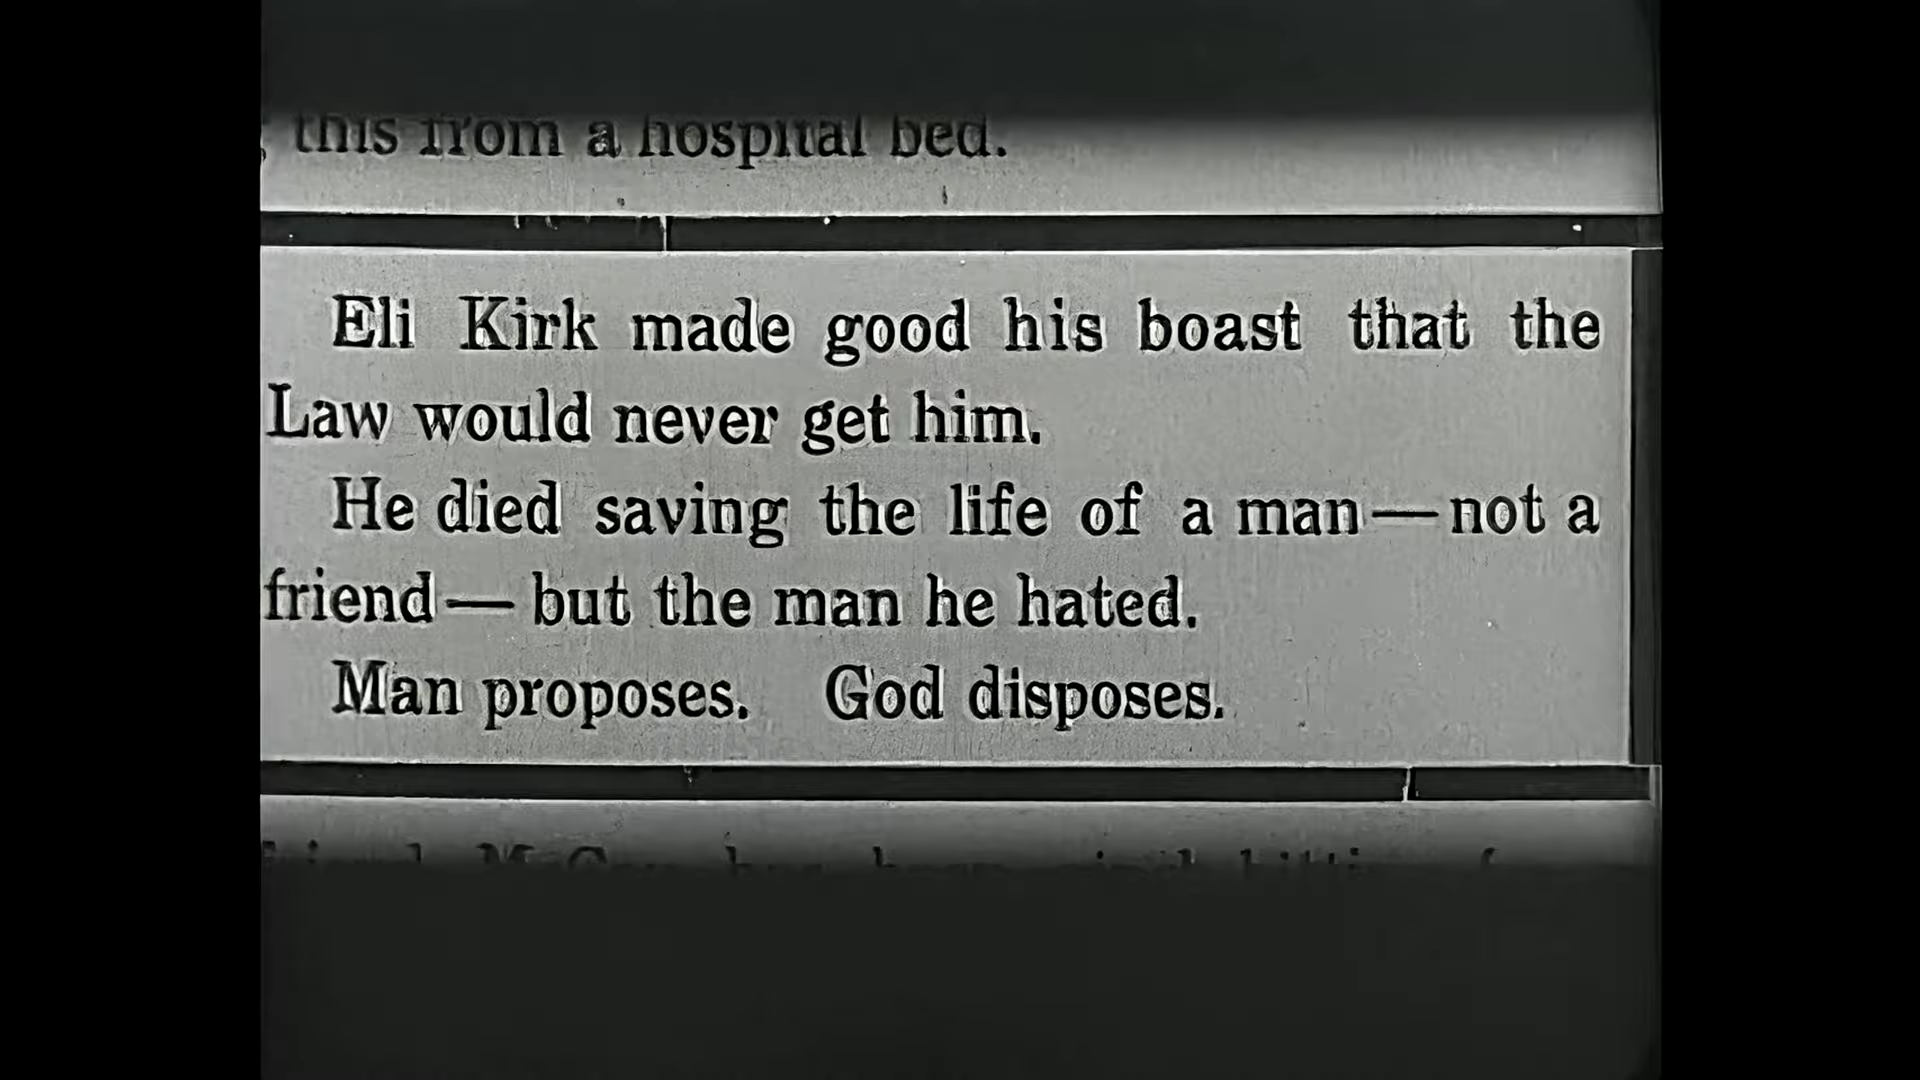 this from a hospital bed.
Eli Kirk made good his boast that the
Law would never get him.
He died saving the life of a man—not a
friend— but the man he hated.
Man proposes. God disposes.